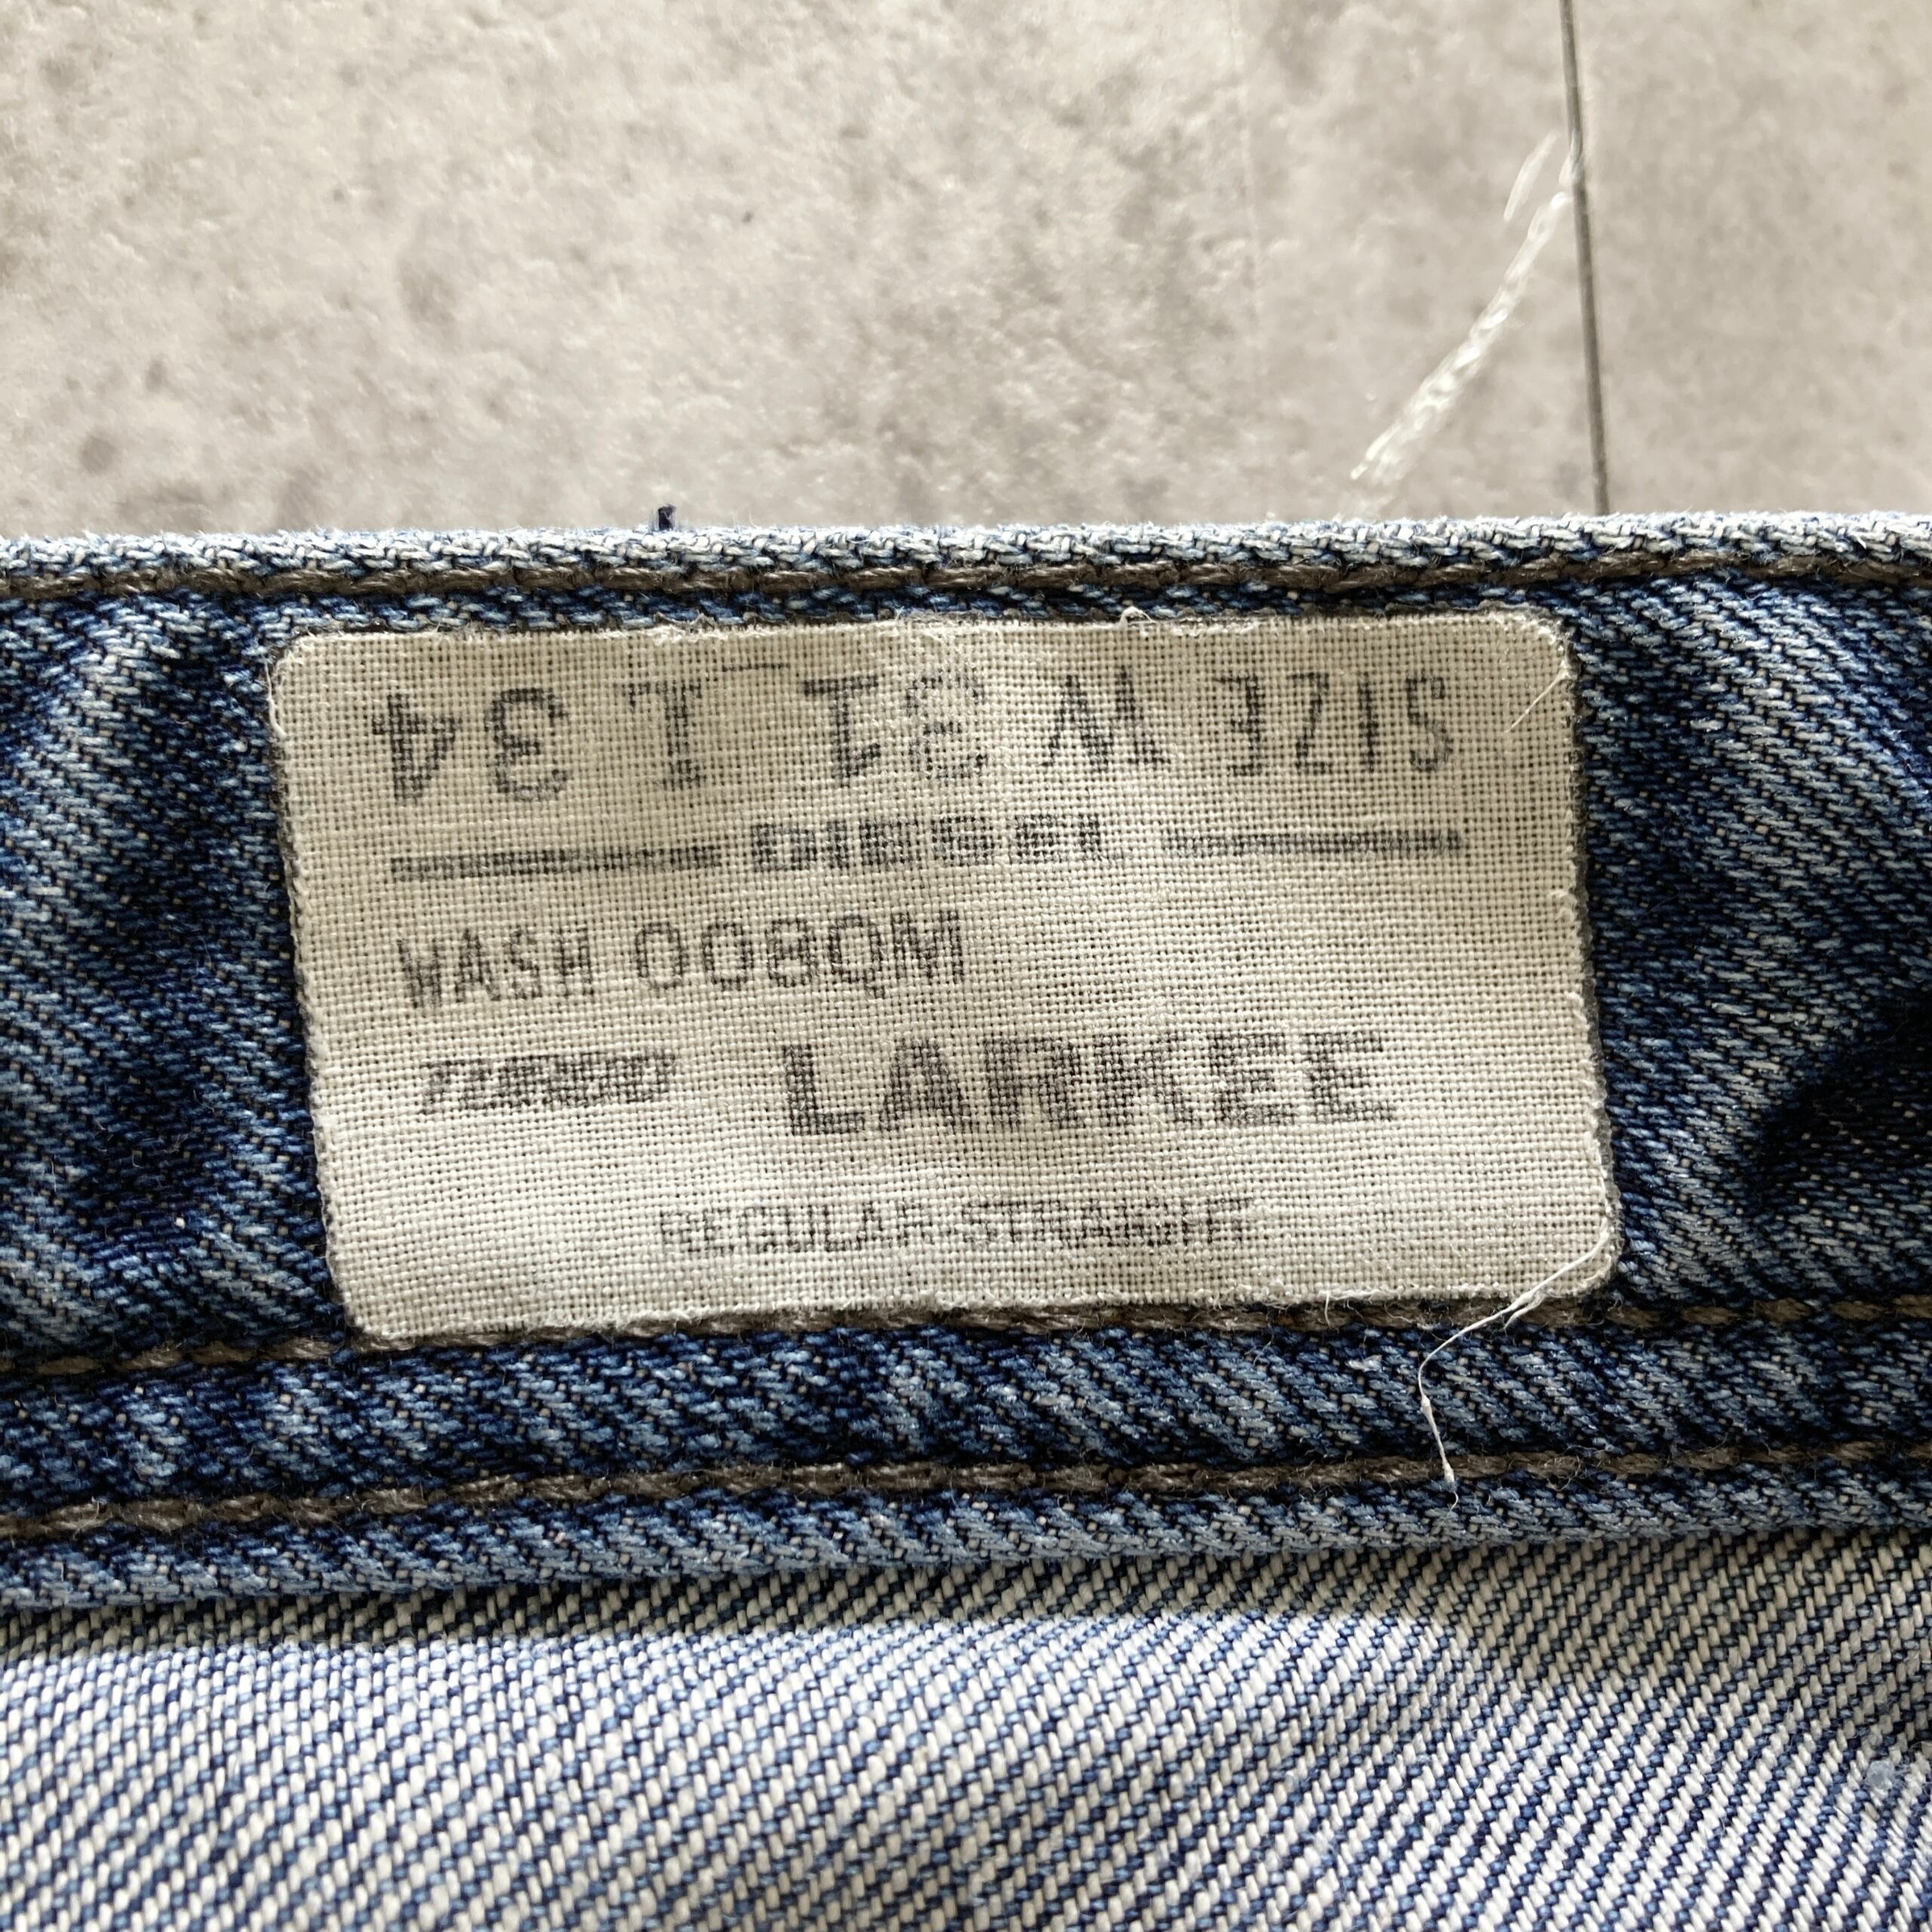 SIZE W 31 L 34
DIESEL
WASH 008QM
LARKEE
REGULAR-STRAIGHT